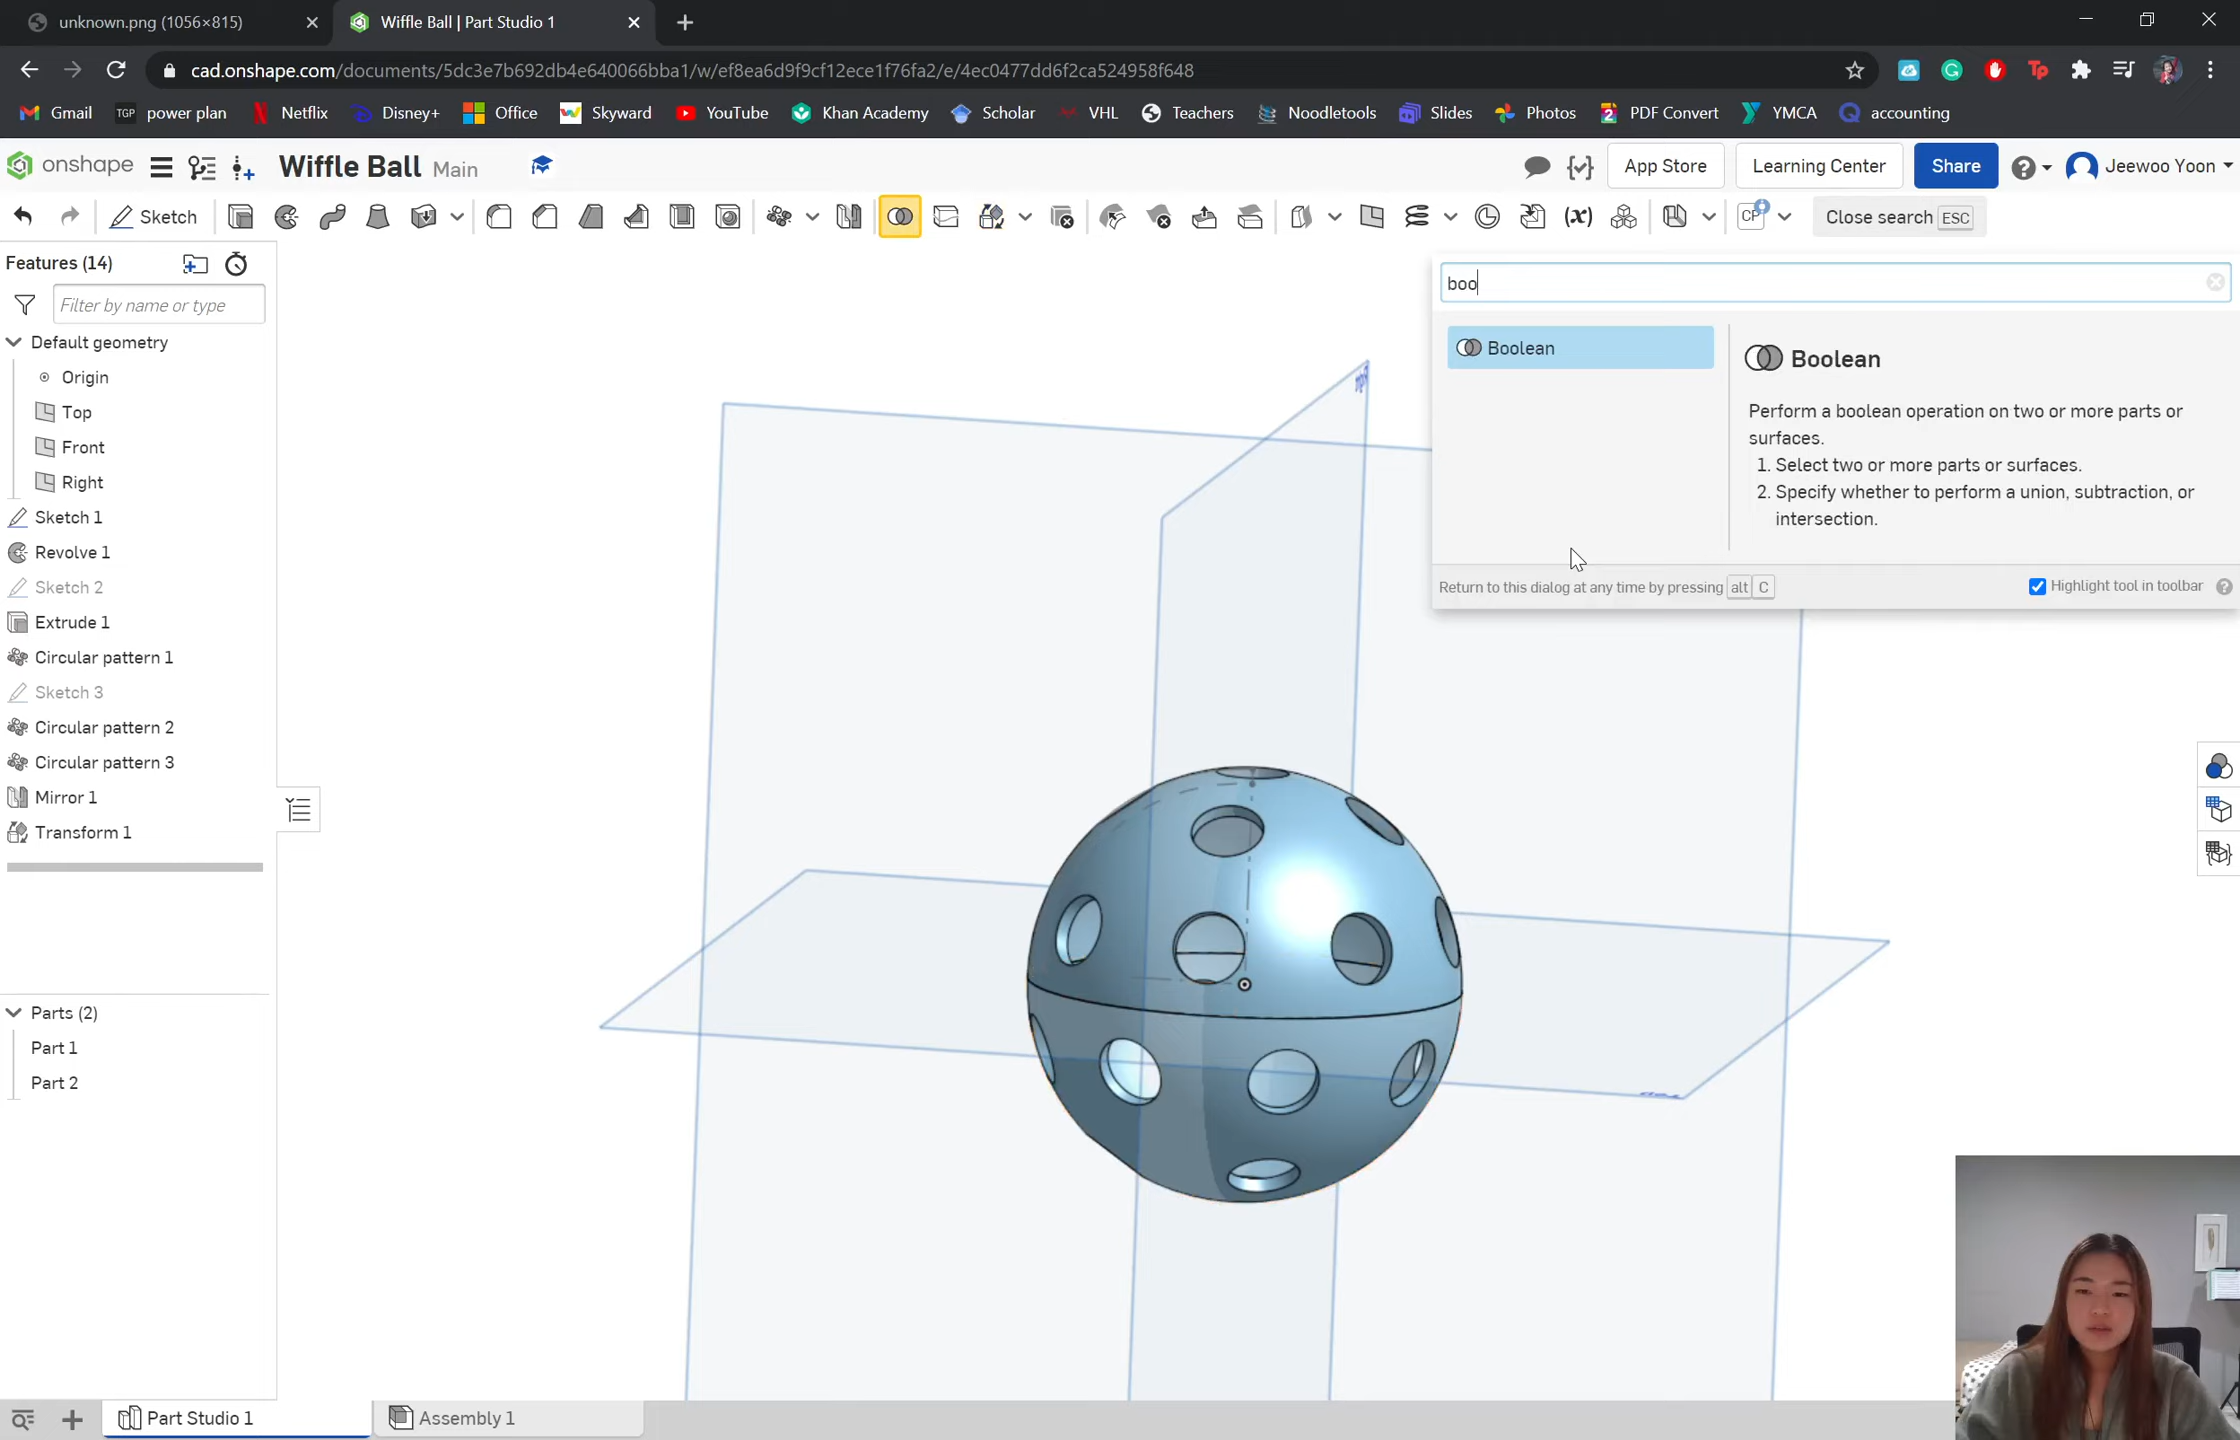 unknown.png (1056×815)
Wiffle Ball | Part Studio 1
cad.onshape.com/documents/5dc3e7b692db4e640066bba1/w/ef8ea6d9f9cf12ece1f76fa2/e/4ec0477dd6f2ca524958f648
Gmail TGP power plan Netflix Disney+ Office Skyward YouTube Khan Academy Scholar VHL Teachers Noodletools Slides Photos PDF Convert YMCA accounting
onshape Wiffle Ball Main App Store Learning Center Share Jeewoo Yoon
Sketch (x) CP Close search ESC
Features (14)
Filter by name or type
Default geometry
Origin
Top
Front
Right
Sketch 1
Revolve 1
Sketch 2
Extrude 1
Circular pattern 1
Sketch 3
Circular pattern 2
Circular pattern 3
Mirror 1
Transform 1
Parts (2)
Part 1
Part 2
boo
Boolean
Boolean
Perform a boolean operation on two or more parts or
surfaces.
1. Select two or more parts or surfaces.
2. Specify whether to perform a union, subtraction, or
intersection.
Return to this dialog at any time by pressing alt C
Highlight tool in toolbar
Part Studio 1
Assembly 1